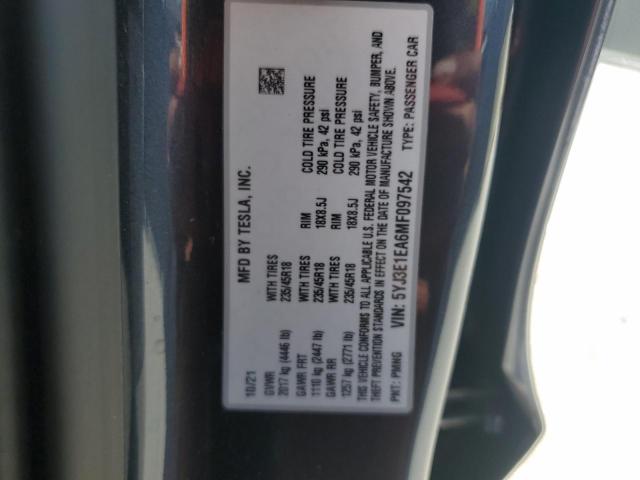 MFD BY TESLA, INC.
10/21
GVWR WITH TIRES RIM COLD TIRE PRESSURE
2017 kg (4446 lb) 235/45R18 18X8.5J 290 kPa, 42 psi
GAWR FRT WITH TIRES RIM COLD TIRE PRESSURE
1110 kg (2447 lb) 235/45R18 18X8.5J 290 kPa, 42 psi
GAWR RR WITH TIRES
1257 kg (2771 lb) 235/45R18
THIS VEHICLE CONFORMS TO ALL APPLICABLE U.S. FEDERAL MOTOR VEHICLE SAFETY, BUMPER, AND
THEFT PREVENTION STANDARDS IN EFFECT ON THE DATE OF MANUFACTURE SHOWN ABOVE.
VIN: 5YJ3E1EA6MF097542
PNT: PMNG TYPE: PASSENGER CAR